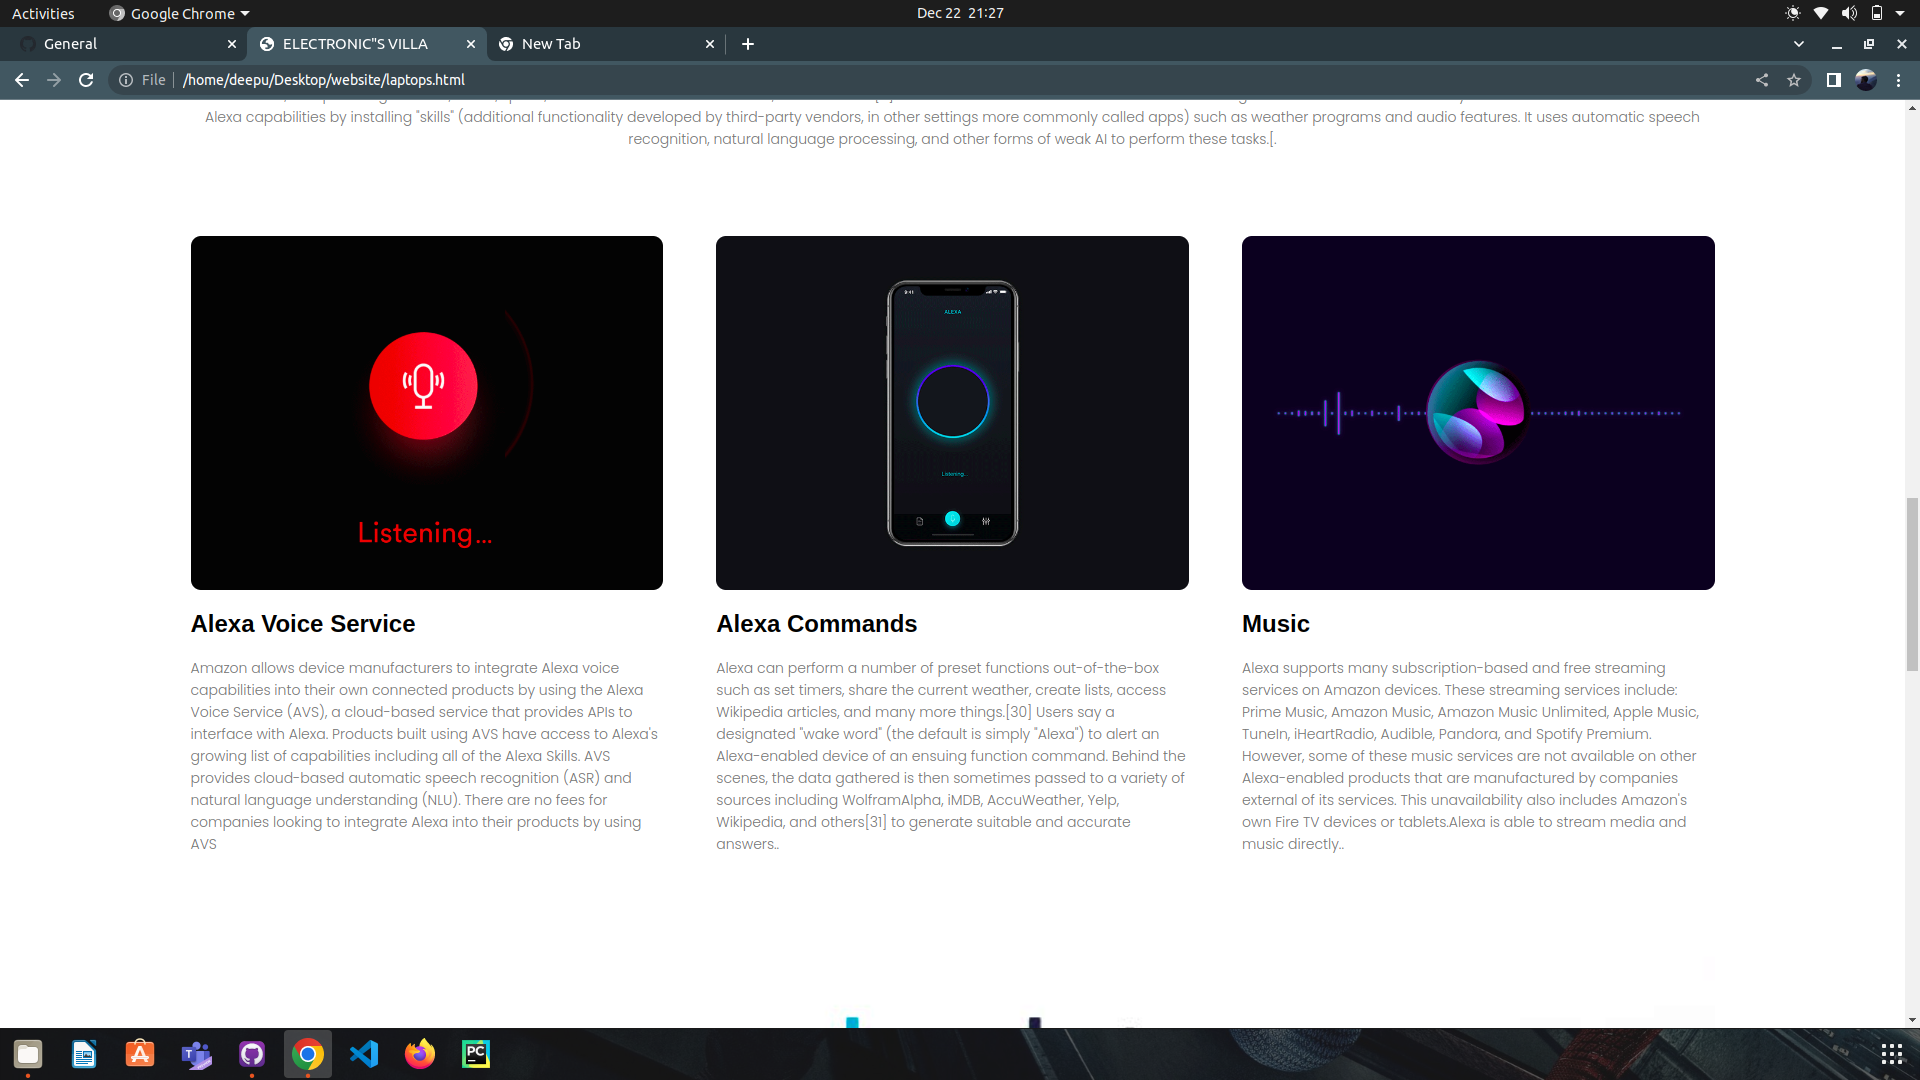 Activities
Google Chrome
Dec 22 21:27
General
ELECTRONIC"S VILLA
New Tab
File
/home/deepu/Desktop/website/laptops.html
Alexa capabilities by installing "skills" (additional functionality developed by third-party vendors, in other settings more commonly called apps) such as weather programs and audio features. It uses automatic speech
recognition, natural language processing, and other forms of weak AI to perform these tasks.[.
Listening...
9:41
ALEXA
Listening...
Alexa Voice Service
Amazon allows device manufacturers to integrate Alexa voice
capabilities into their own connected products by using the Alexa
Voice Service (AVS), a cloud-based service that provides APIs to
interface with Alexa. Products built using AVS have access to Alexa's
growing list of capabilities including all of the Alexa Skills. AVS
provides cloud-based automatic speech recognition (ASR) and
natural language understanding (NLU). There are no fees for
companies looking to integrate Alexa into their products by using
AVS
Alexa Commands
Alexa can perform a number of preset functions out-of-the-box
such as set timers, share the current weather, create lists, access
Wikipedia articles, and many more things.[30] Users say a
designated "wake word" (the default is simply "Alexa") to alert an
Alexa-enabled device of an ensuing function command. Behind the
scenes, the data gathered is then sometimes passed to a variety of
sources including WolframAlpha, iMDB, AccuWeather, Yelp,
Wikipedia, and others[31] to generate suitable and accurate
answers..
Music
Alexa supports many subscription-based and free streaming
services on Amazon devices. These streaming services include:
Prime Music, Amazon Music, Amazon Music Unlimited, Apple Music,
TuneIn, iHeartRadio, Audible, Pandora, and Spotify Premium.
However, some of these music services are not available on other
Alexa-enabled products that are manufactured by companies
external of its services. This unavailability also includes Amazon's
own Fire TV devices or tablets.Alexa is able to stream media and
music directly..
T
PC